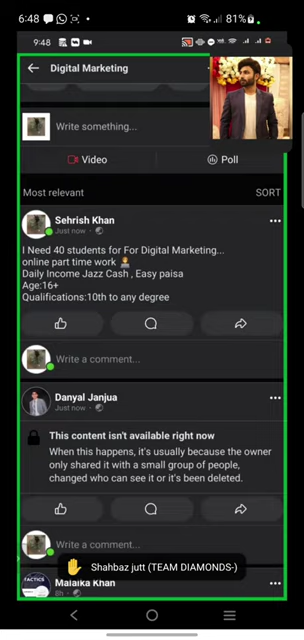 6:48
81%
9:48
Digital Marketing
Write something...
Video
Poll
Most relevant
SORT
Sehrish Khan
Just now
I Need 40 students for For Digital Marketing...
online part time work
Daily Income Jazz Cash , Easy paisa
Age:16+
Qualifications:10th to any degree
Write a comment...
Danyal Janjua
Just now
This content isn't available right now
When this happens, it's usually because the owner
only shared it with a small group of people,
changed who can see it or it's been deleted.
Write a comment...
Shahbaz jutt (TEAM DIAMONDS-)
Malaika Khan
8h